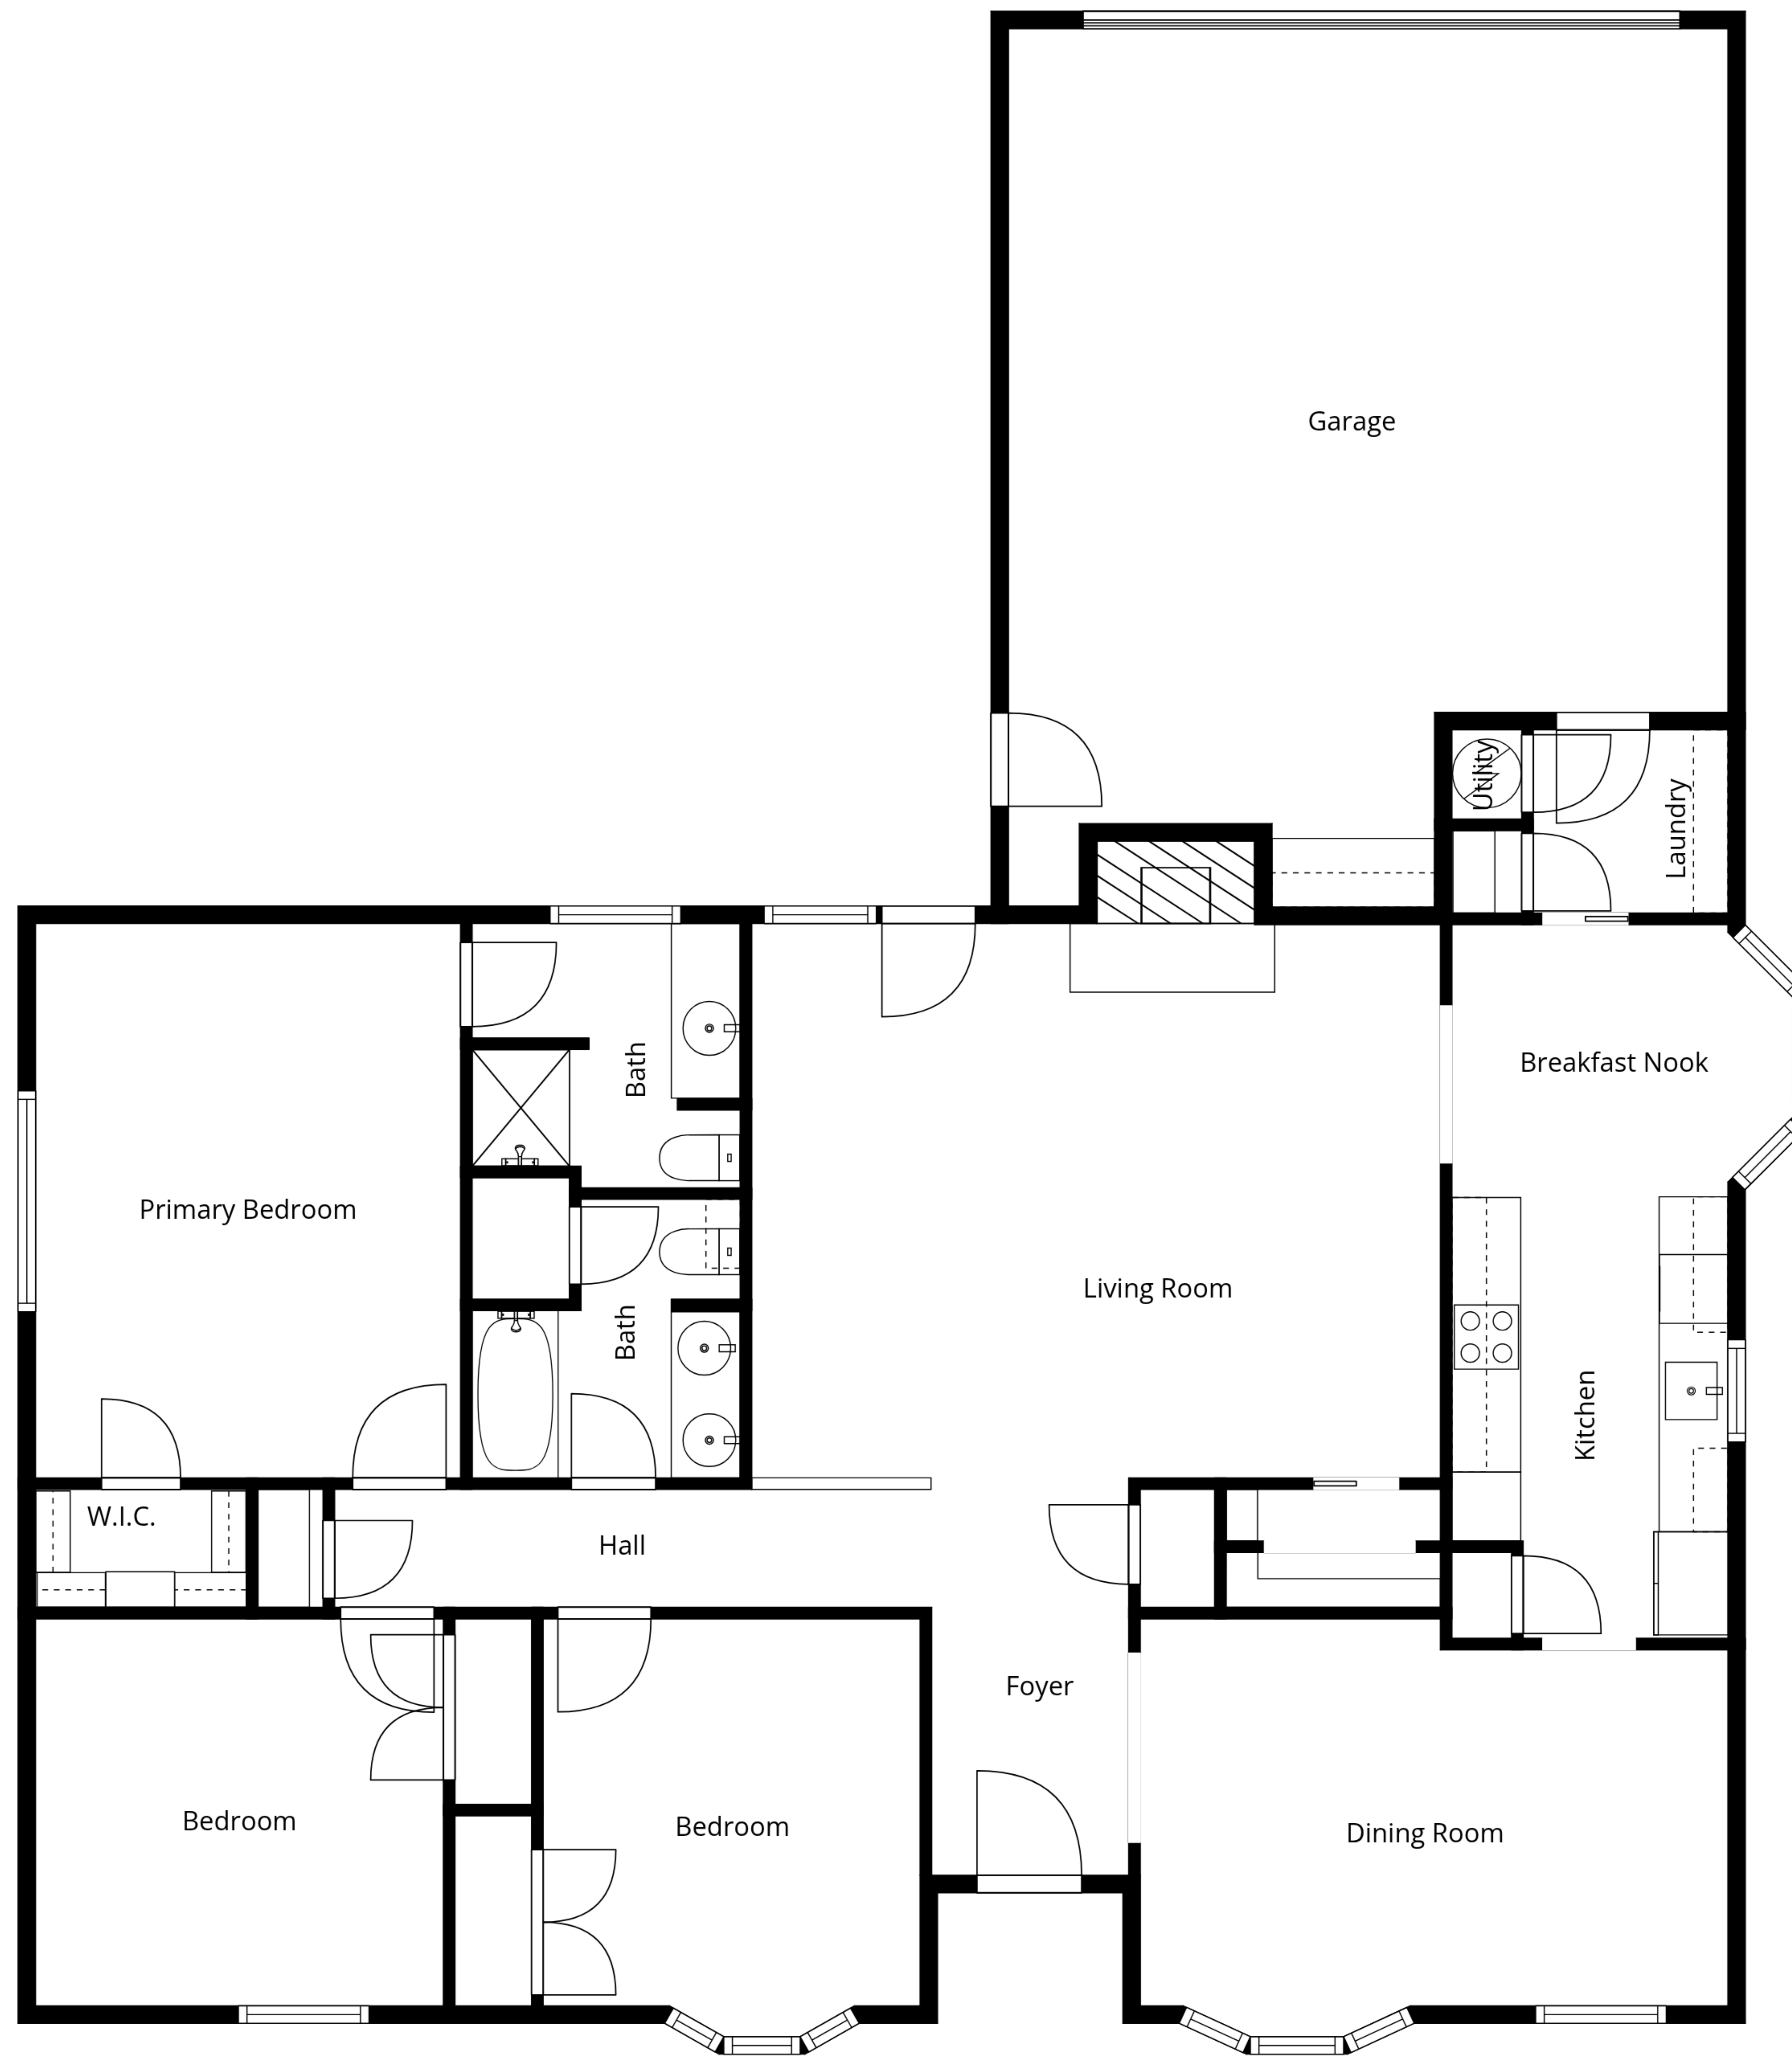 Garage
Utility
Laundry
Breakfast Nook
Bath
Primary Bedroom
Living Room
Bath
Kitchen
W.I.C.
Hall
Foyer
Bedroom
Bedroom
Dining Room